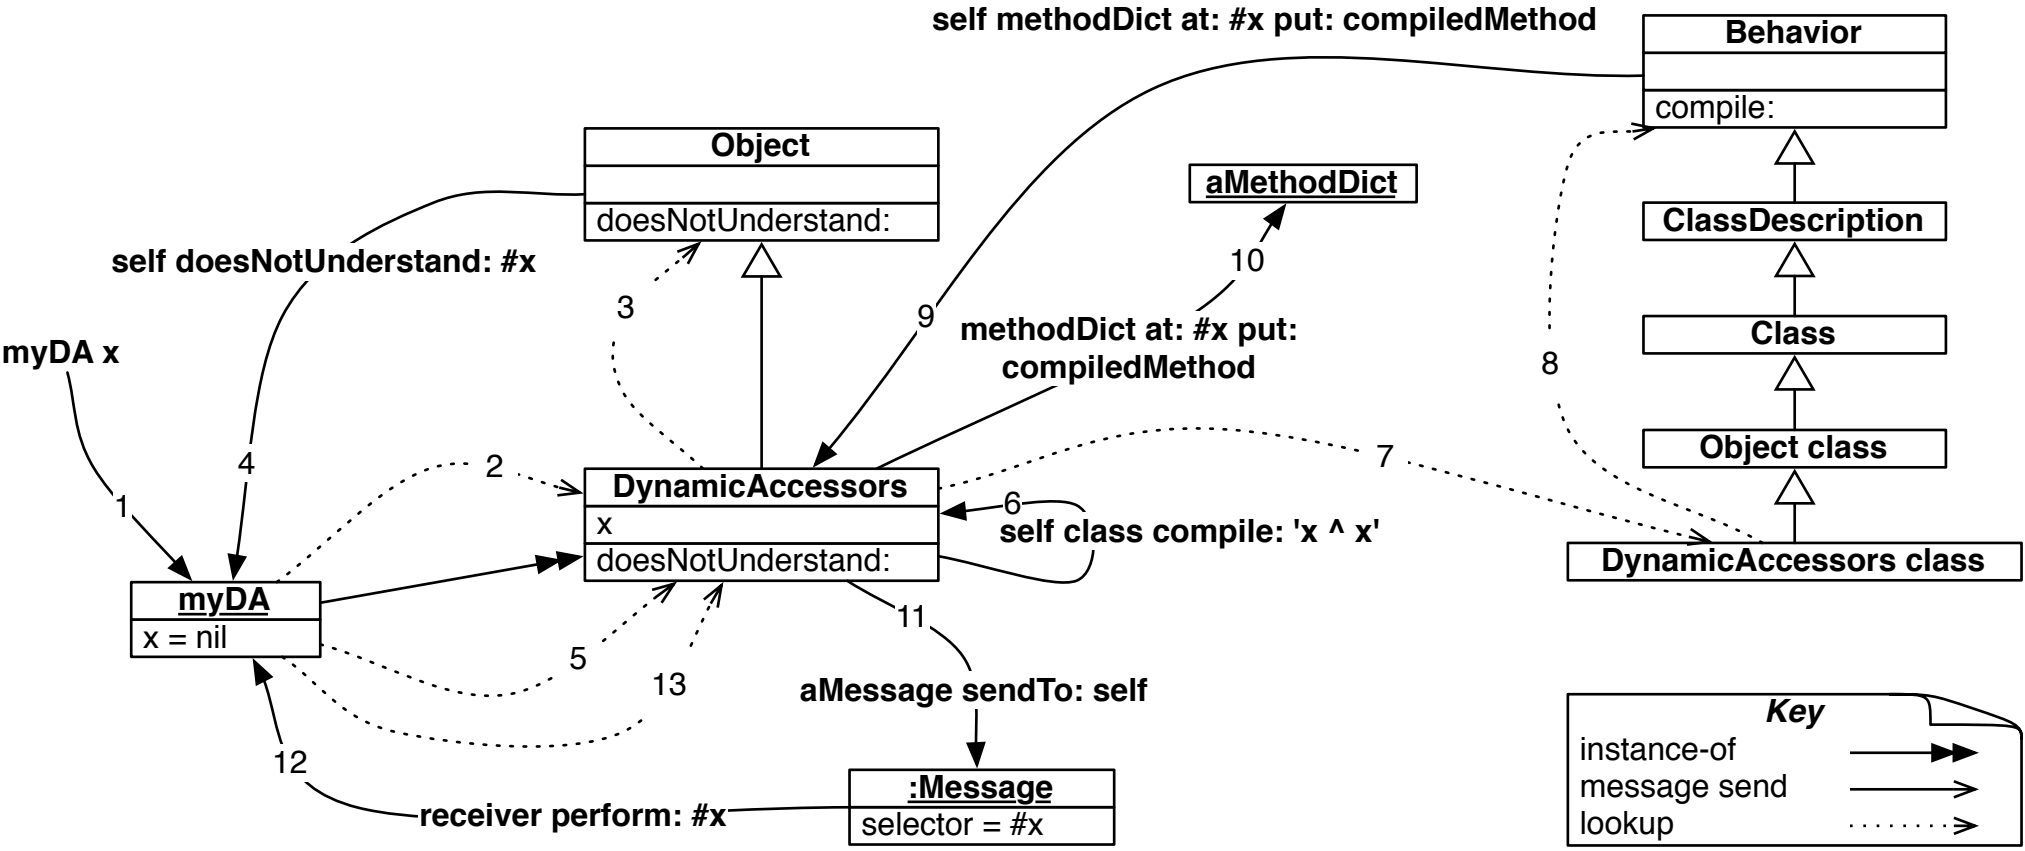 self methodDict at: #x put: compiledMethod
Behavior
compile:
Object
doesNotUnderstand:
aMethodDict
ClassDescription
self doesNotUnderstand: #x
10
3
9
methodDict at: #x put:
compiledMethod
Class
myDA x
8
Object class
4
2
7
DynamicAccessors
x
doesNotUnderstand:
6
self class compile: 'x ^ x'
1
DynamicAccessors class
myDA
x = nil
11
5
13
aMessage sendTo: self
12
:Message
selector = #x
receiver perform: #x
Key
instance-of
message send
lookup